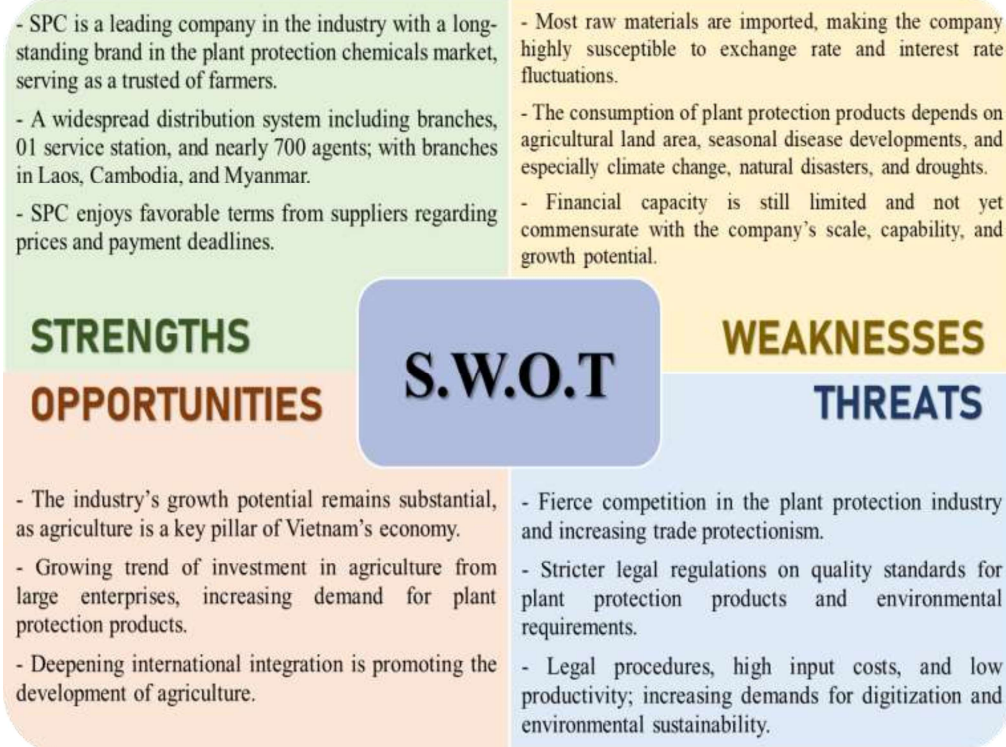 - SPC is a leading company in the industry with a long-
standing brand in the plant protection chemicals market,
serving as a trusted of farmers.
- A widespread distribution system including branches,
01 service station, and nearly 700 agents; with branches
in Laos, Cambodia, and Myanmar.
- SPC enjoys favorable terms from suppliers regarding
prices and payment deadlines.
STRENGTHS
- Most raw materials are imported, making the company
highly susceptible to exchange rate and interest rate
fluctuations.
- The consumption of plant protection products depends on
agricultural land area, seasonal disease developments, and
especially climate change, natural disasters, and droughts.
- Financial capacity is still limited and not yet
commensurate with the company's scale, capability, and
growth potential.
WEAKNESSES
S.W.O.T
OPPORTUNITIES
- The industry's growth potential remains substantial,
as agriculture is a key pillar of Vietnam's economy.
- Growing trend of investment in agriculture from
large enterprises, increasing demand for plant
protection products.
- Deepening international integration is promoting the
development of agriculture.
THREATS
- Fierce competition in the plant protection industry
and increasing trade protectionism.
- Stricter legal regulations on quality standards for
plant protection products and environmental
requirements.
- Legal procedures, high input costs, and low
productivity; increasing demands for digitization and
environmental sustainability.